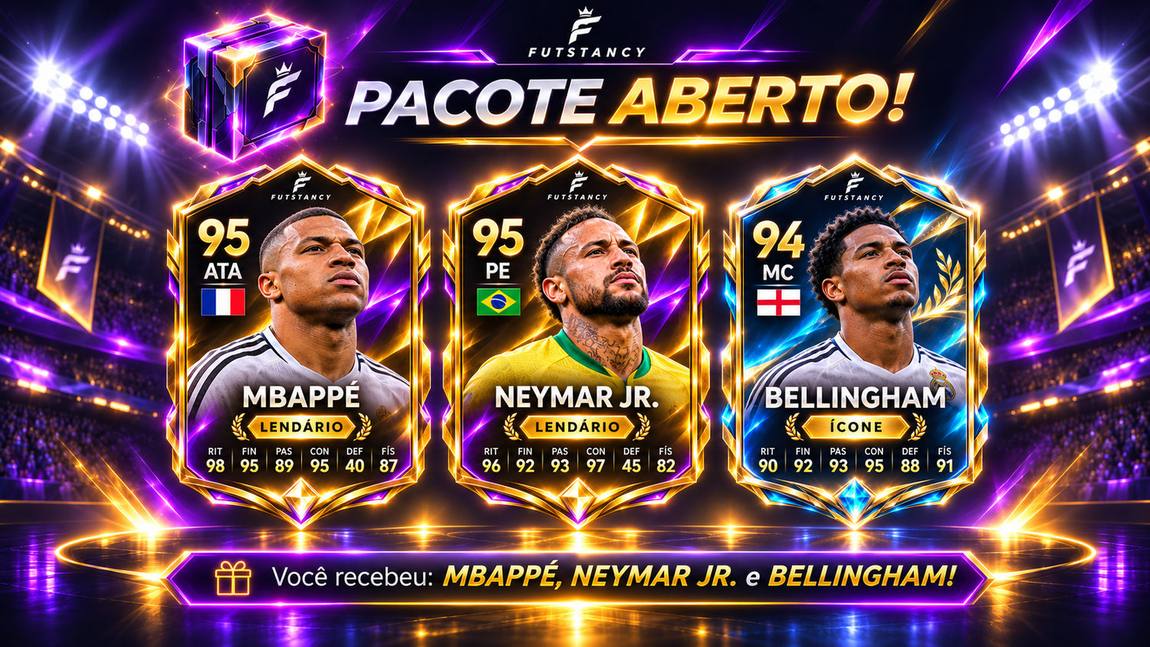 FUTSTANCY
PACOTE ABERTO!
FUTSTANCY
95
ATA
MBAPPÉ
LENDÁRIO
RIT FIN PAS CON DEF FÍS
98 95 89 95 40 87
FUTSTANCY
95
PE
NEYMAR JR.
LENDÁRIO
RIT FIN PAS CON DEF FÍS
96 92 93 97 45 82
FUTSTANCY
94
MC
BELLINGHAM
ÍCONE
RIT FIN PAS CON DEF FÍS
90 92 93 95 88 91
Você recebeu: MBAPPÉ, NEYMAR JR. e BELLINGHAM!